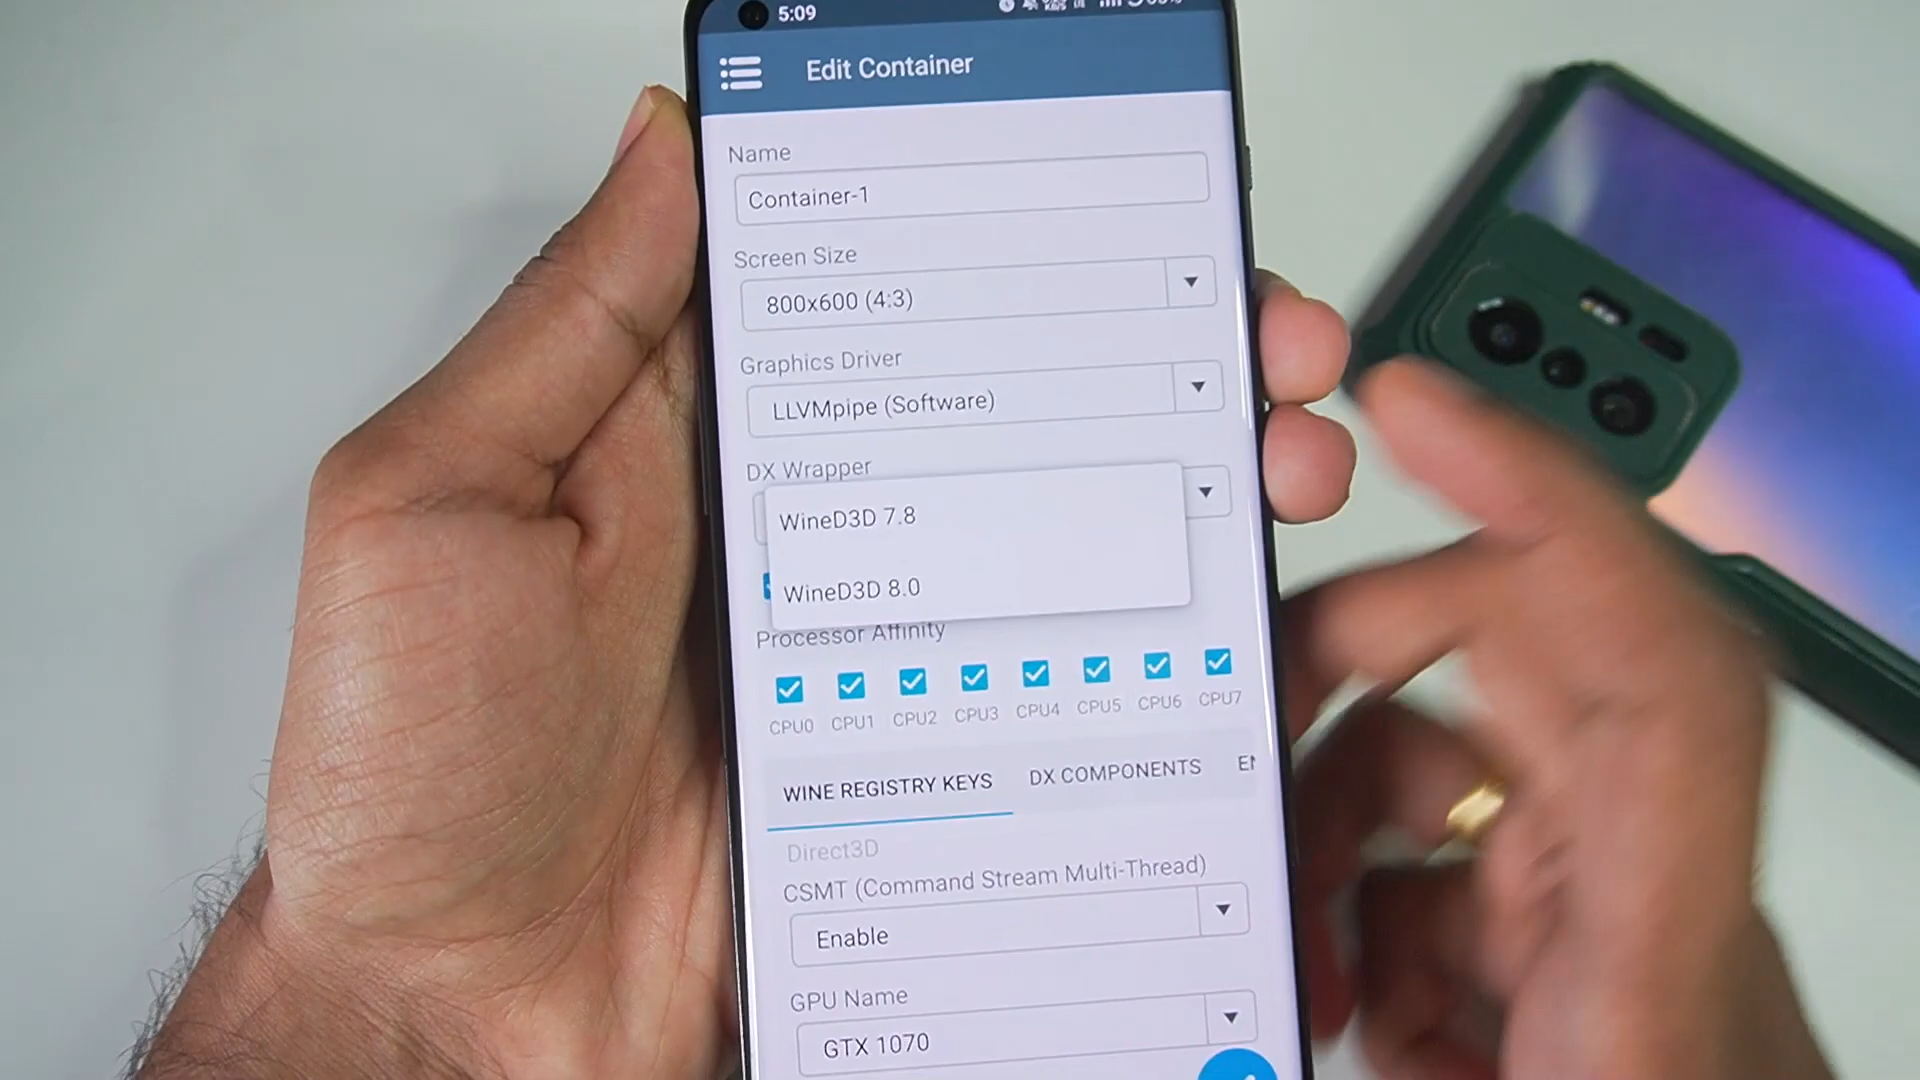 5:09
Edit Container
Name
Container-1
Screen Size
800x600 (4:3)
Graphics Driver
LLVMpipe (Software)
DX Wrapper
WineD3D 7.8
WineD3D 8.0
Processor Affinity
CPU0 CPU1 CPU2 CPU3 CPU4 CPU5 CPU6 CPU7
WINE REGISTRY KEYS DX COMPONENTS
Direct3D
CSMT (Command Stream Multi-Thread)
Enable
GPU Name
GTX 1070